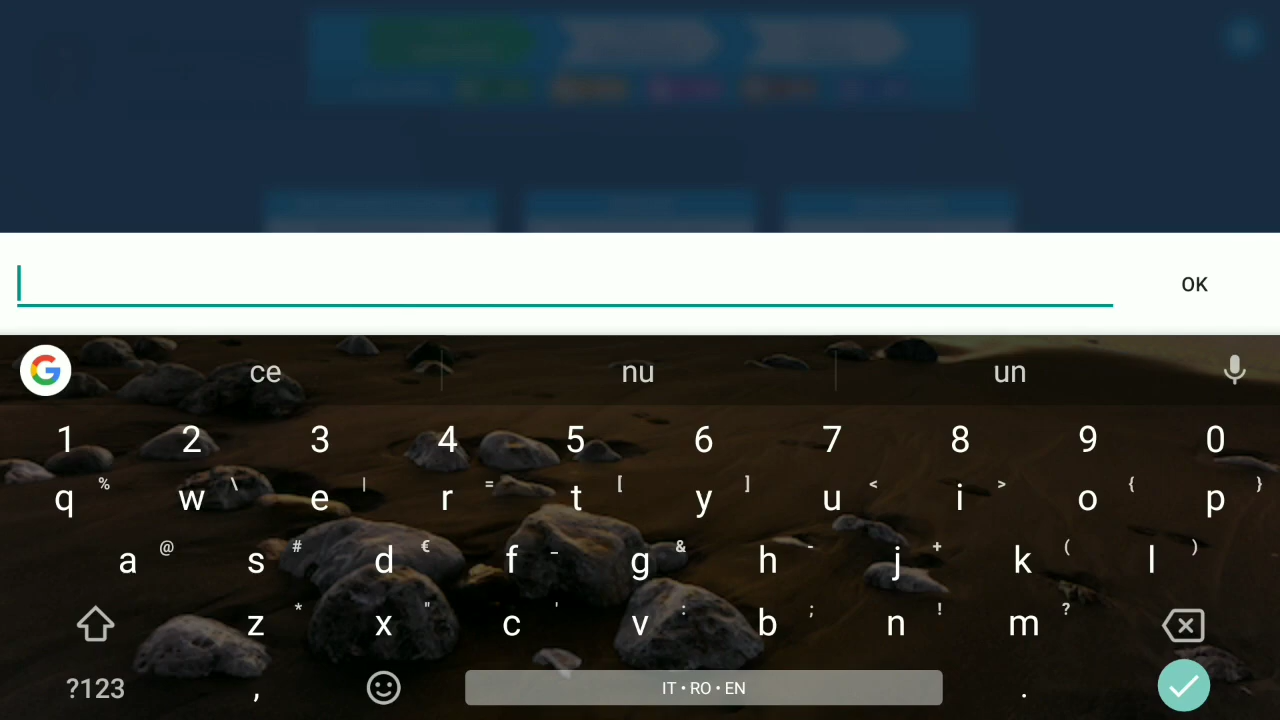 OK
ce nu un
1 2 3 4 5 6 7 8 9 0
q % w \ e | r = t [ y ] u < i > o { p }
a @ s # d € f _ g & h - j + k ( l )
z * x " c ' v : b ; n ! m ?
?123 , IT • RO • EN .